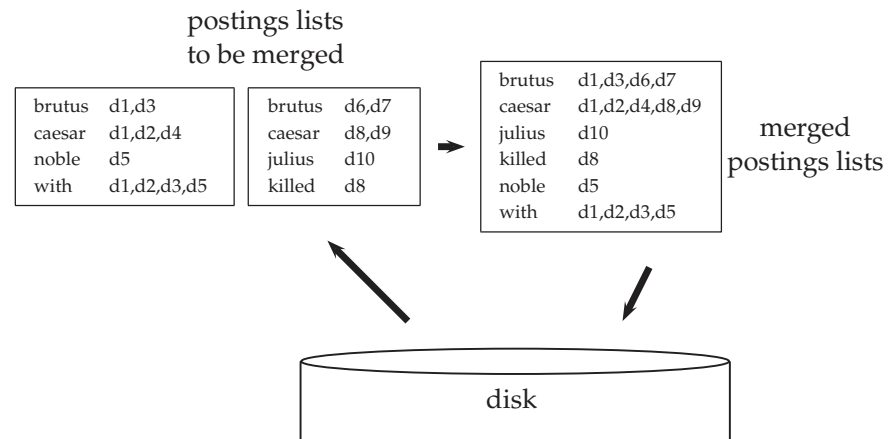 postings lists
to be merged
brutus d1,d3
caesar d1,d2,d4
noble d5
with d1,d2,d3,d5
brutus d6,d7
caesar d8,d9
julius d10
killed d8
brutus d1,d3,d6,d7
caesar d1,d2,d4,d8,d9
julius d10
killed d8
noble d5
with d1,d2,d3,d5
merged
postings lists
disk